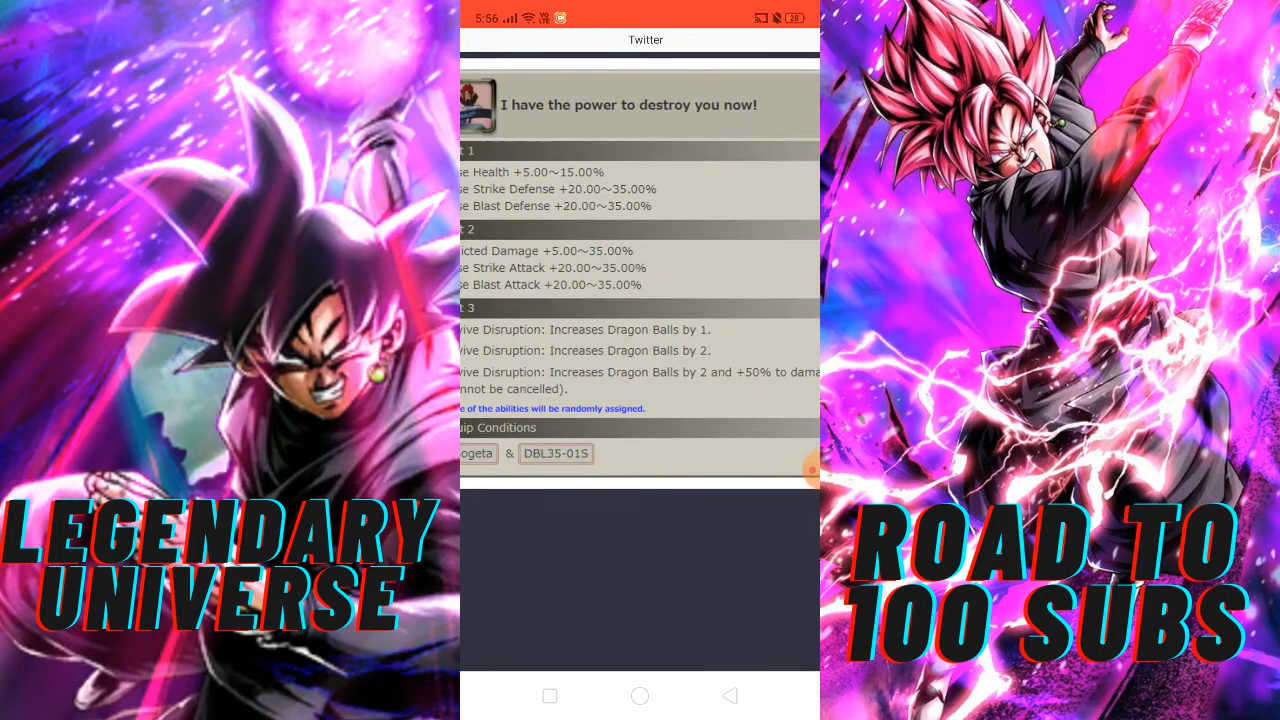 LEGENDARY
UNIVERSE
5:56 VO LTE 28
Twitter
I have the power to destroy you now!
t 1
se Health +5.00～15.00%
se Strike Defense +20.00～35.00%
se Blast Defense +20.00～35.00%
t 2
icted Damage +5.00～35.00%
se Strike Attack +20.00～35.00%
se Blast Attack +20.00～35.00%
t 3
vive Disruption: Increases Dragon Balls by 1.
vive Disruption: Increases Dragon Balls by 2.
vive Disruption: Increases Dragon Balls by 2 and +50% to dama
nnot be cancelled).
e of the abilities will be randomly assigned.
uip Conditions
ogeta & DBL35-01S
ROAD TO
100 SUBS